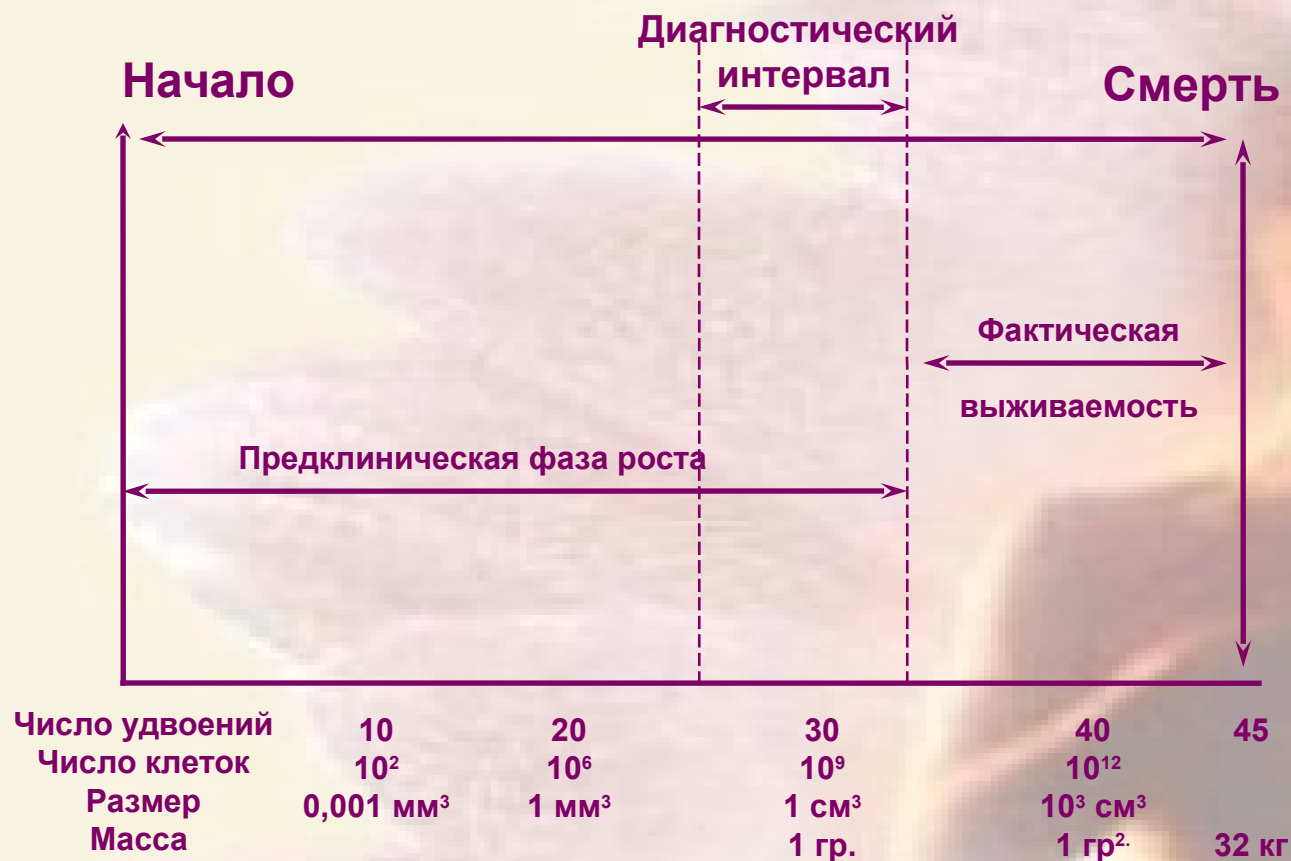 Диагностический
интервал
Начало
Смерть
Фактическая
выживаемость
Предклиническая фаза роста
Число удвоений 10 20 30 40 45
Число клеток 10² 10⁶ 10⁹ 10¹²
Размер 0,001 мм³ 1 мм³ 1 см³ 10³ см³
Масса 1 гр. 1 гр²· 32 кг